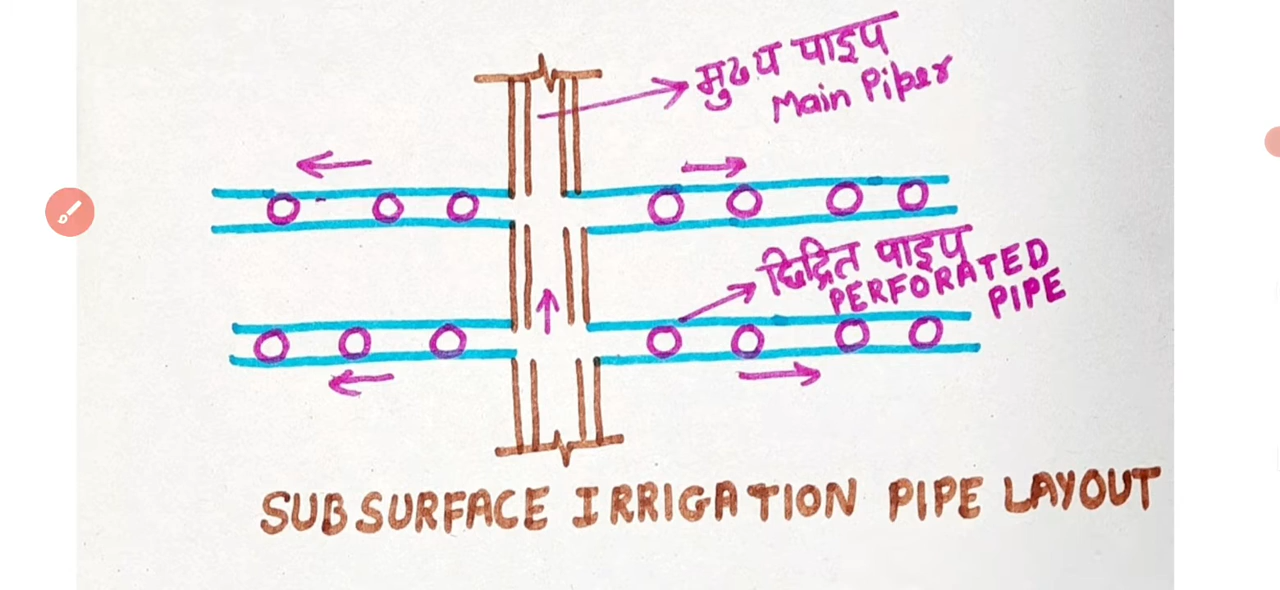 मुख्य पाइप
Main Piper
छिद्रित पाइप
PERFORATED
PIPE
SUBSURFACE IRRIGATION PIPE LAYOUT